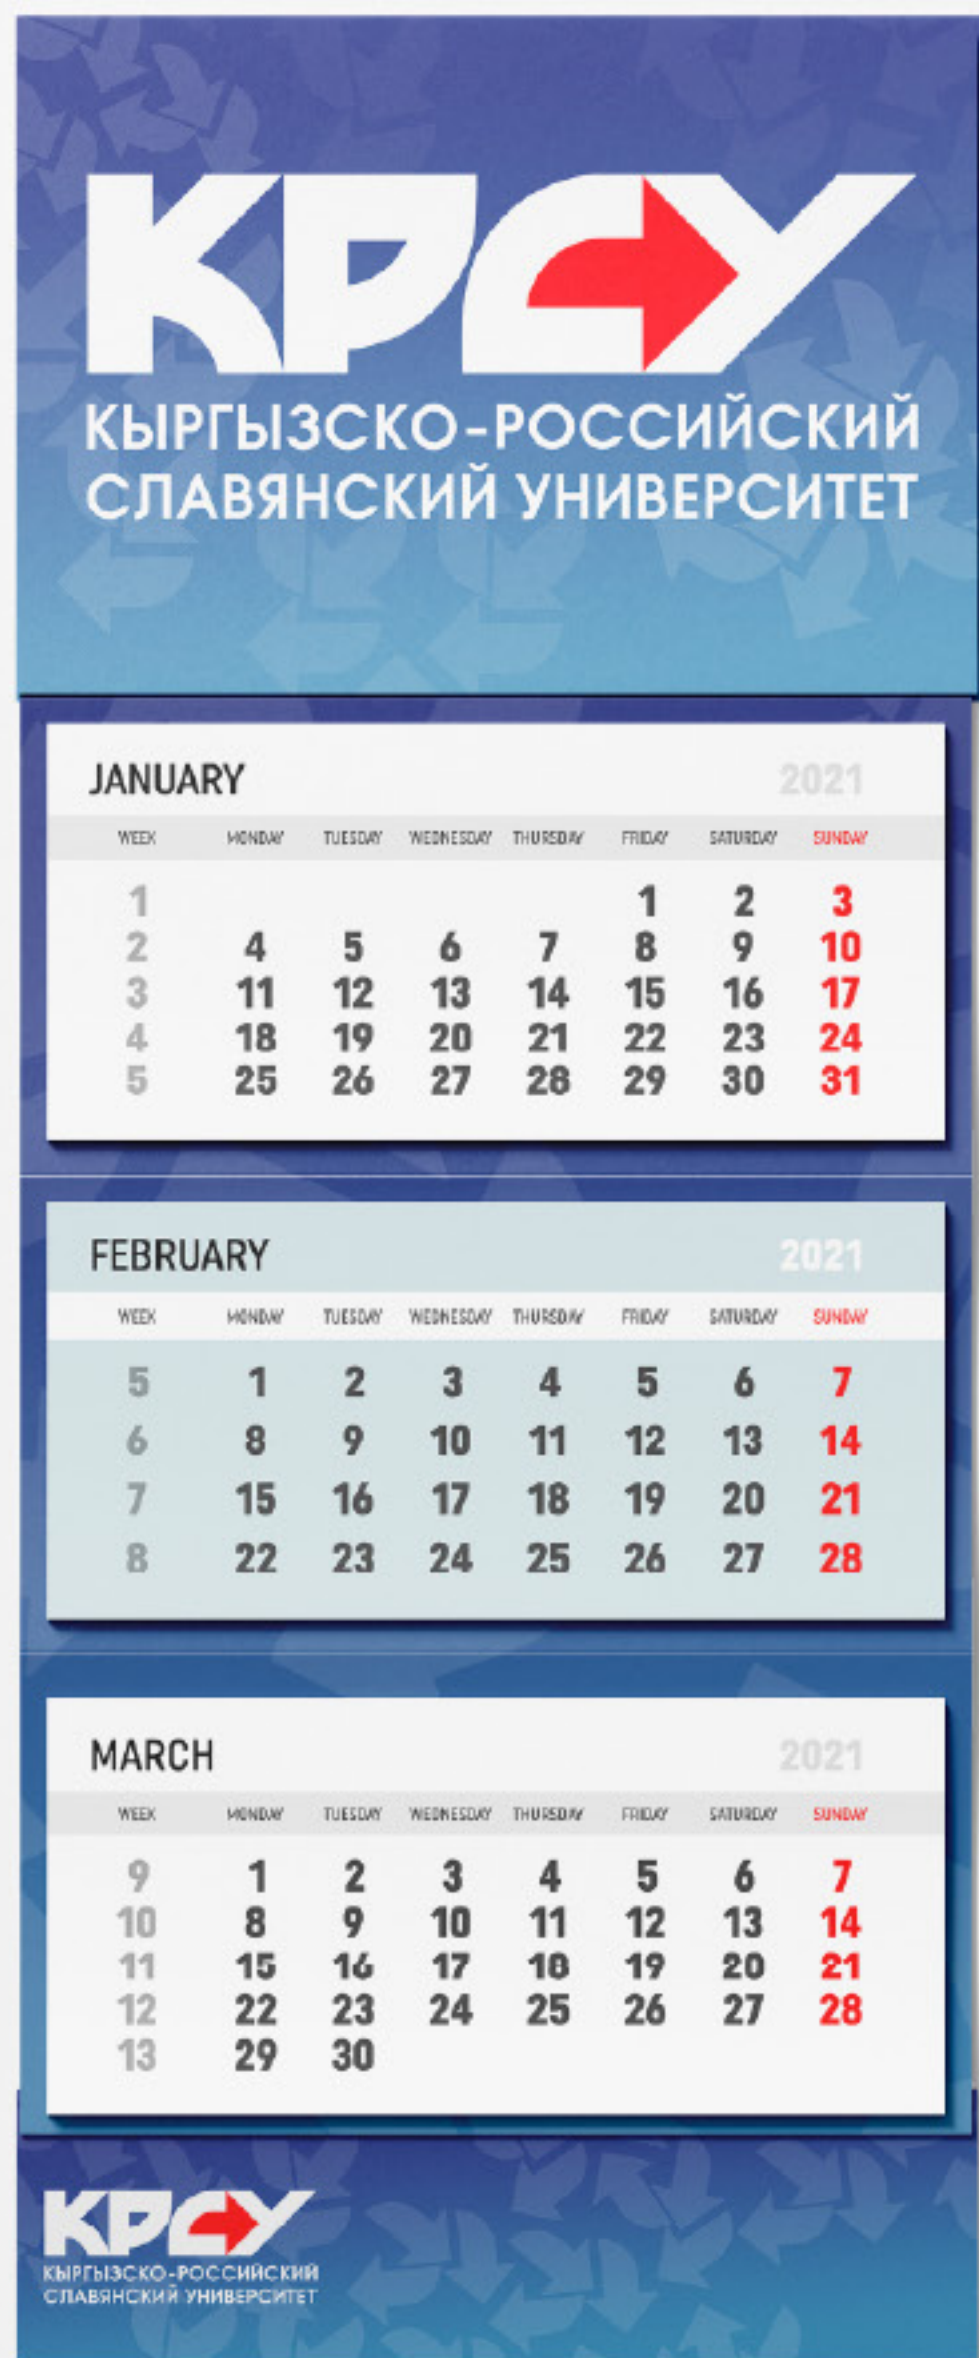 КРСУ
КЫРГЫЗСКО-РОССИЙСКИЙ
СЛАВЯНСКИЙ УНИВЕРСИТЕТ
JANUARY 2021
WEEK MONDAY TUESDAY WEDNESDAY THURSDAY FRIDAY SATURDAY SUNDAY
1 1 2 3
2 4 5 6 7 8 9 10
3 11 12 13 14 15 16 17
4 18 19 20 21 22 23 24
5 25 26 27 28 29 30 31
FEBRUARY 2021
WEEK MONDAY TUESDAY WEDNESDAY THURSDAY FRIDAY SATURDAY SUNDAY
5 1 2 3 4 5 6 7
6 8 9 10 11 12 13 14
7 15 16 17 18 19 20 21
8 22 23 24 25 26 27 28
MARCH 2021
WEEK MONDAY TUESDAY WEDNESDAY THURSDAY FRIDAY SATURDAY SUNDAY
9 1 2 3 4 5 6 7
10 8 9 10 11 12 13 14
11 15 16 17 18 19 20 21
12 22 23 24 25 26 27 28
13 29 30
КРСУ
КЫРГЫЗСКО-РОССИЙСКИЙ
СЛАВЯНСКИЙ УНИВЕРСИТЕТ